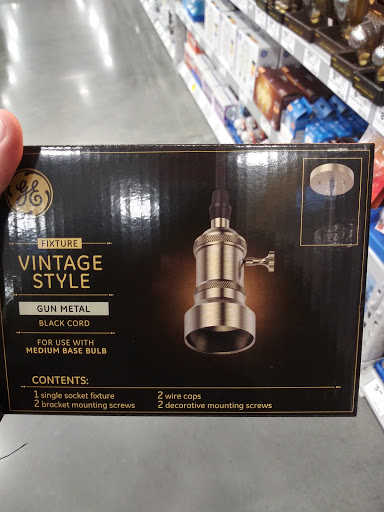 GE
FIXTURE
VINTAGE
STYLE
GUN METAL
BLACK CORD
FOR USE WITH
MEDIUM BASE BULB
CONTENTS:
1 single socket fixture
2 bracket mounting screws
2 wire caps
2 decorative mounting screws